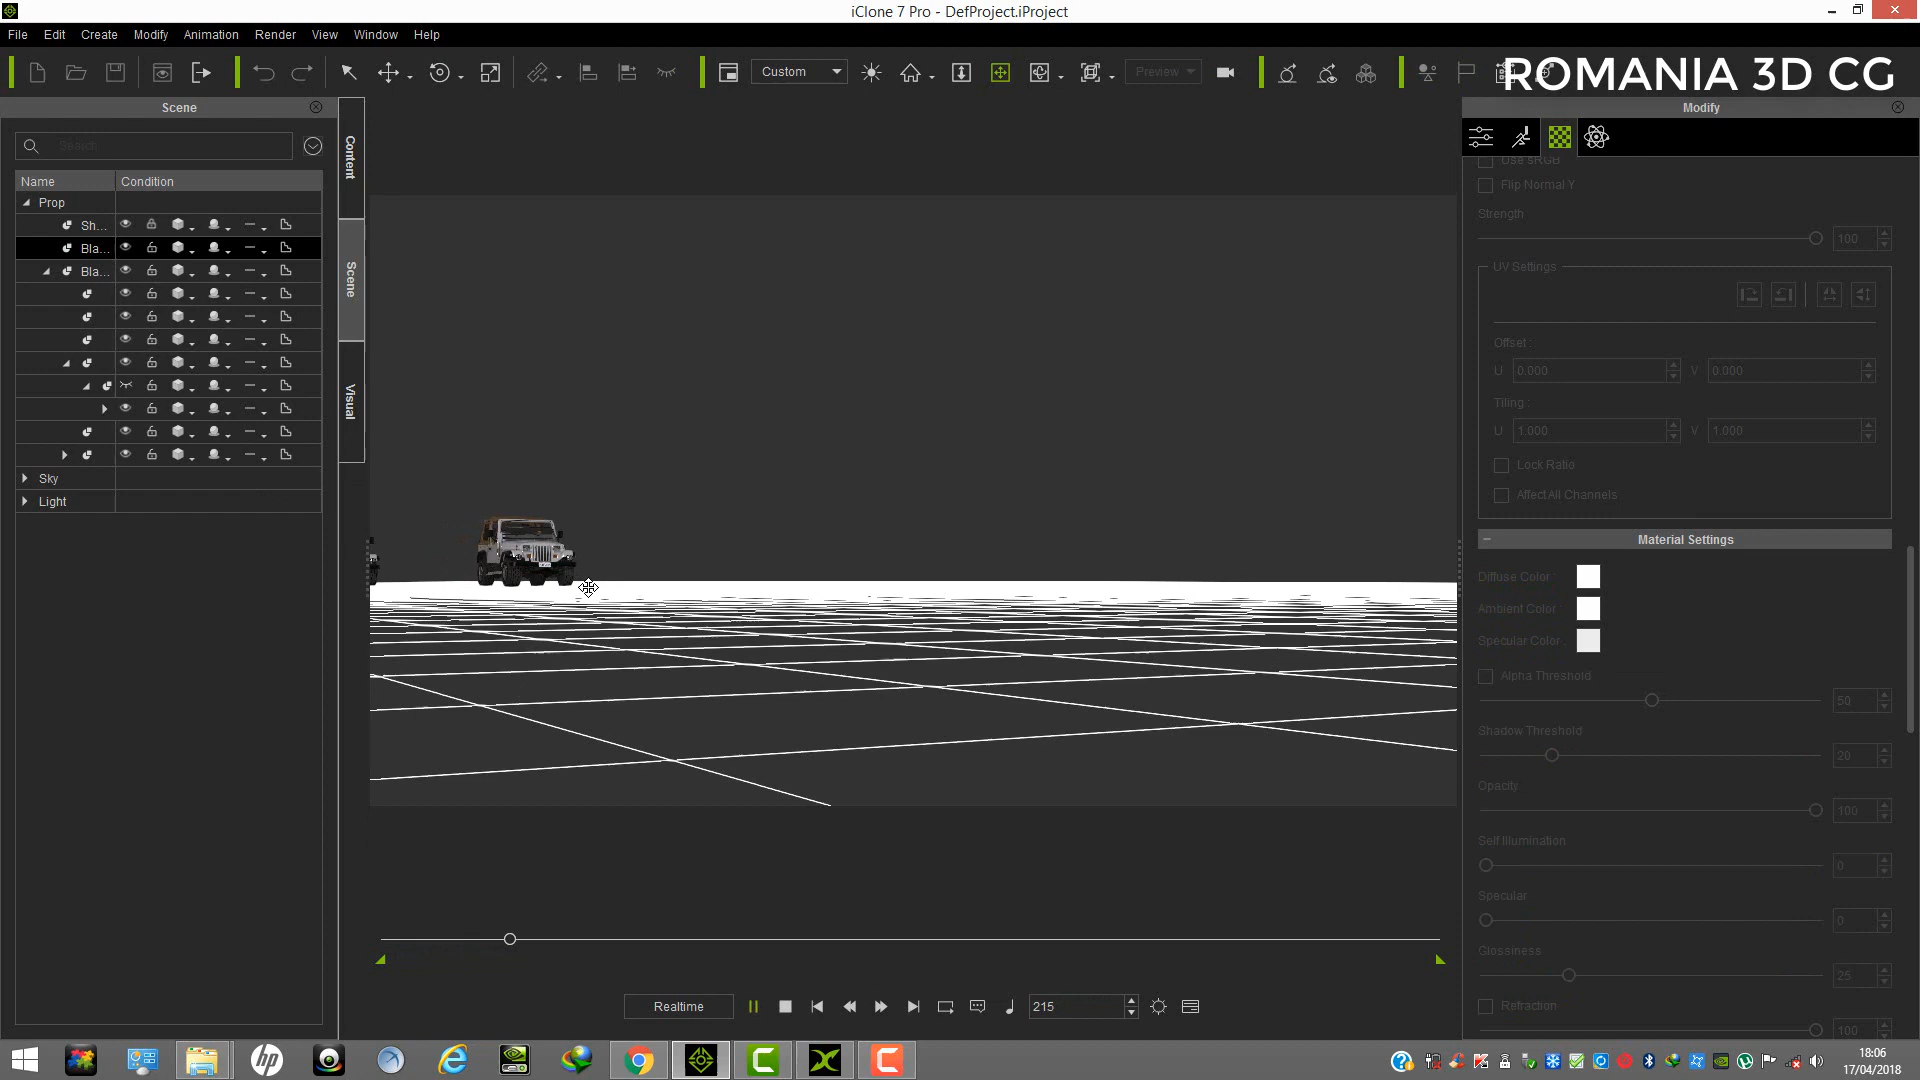 iClone 7 Pro - DefProject.iProject
File Edit Create Modify Animation Render View Window Help
Custom Preview
ROMANIA 3D CG
Scene
Search
Name Condition
Prop
Sh...
Bla...
Bla...
Sky
Light
Content
Scene
Visual
Realtime
215
Modify
Use sRGB
Flip Normal Y
Strength
100
UV Settings
Offset :
U 0.000 V 0.000
Tiling :
U 1.000 V 1.000
Lock Ratio
Affect All Channels
Material Settings
Diffuse Color :
Ambient Color :
Specular Color :
Alpha Threshold
50
Shadow Threshold
20
Opacity
100
Self Illumination
0
Specular
0
Glossiness
25
Refraction
100
18:06
17/04/2018